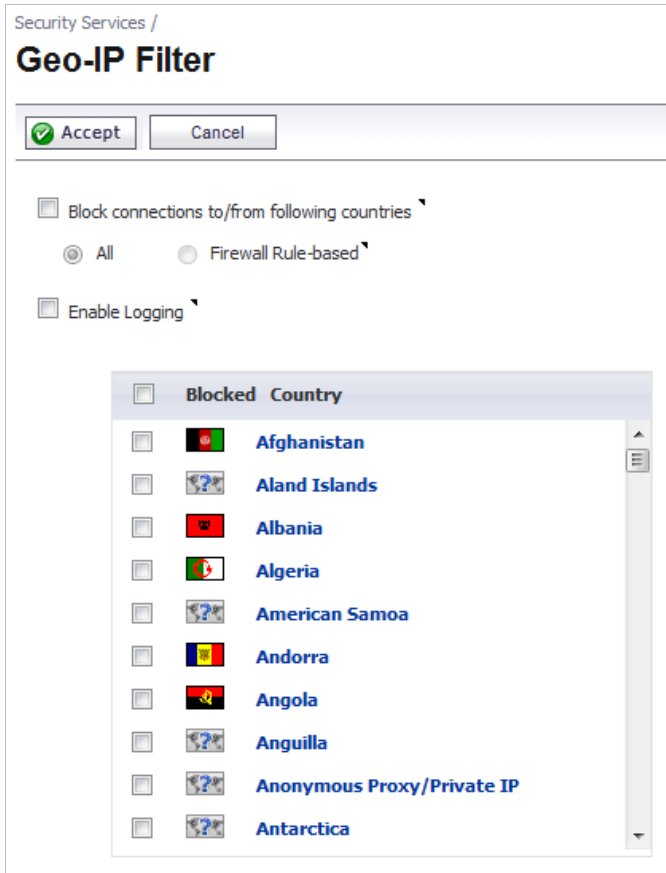 Security Services /
Geo-IP Filter
Accept Cancel
Block connections to/from following countries
All Firewall Rule-based
Enable Logging
Blocked Country
Afghanistan
Aland Islands
Albania
Algeria
American Samoa
Andorra
Angola
Anguilla
Anonymous Proxy/Private IP
Antarctica